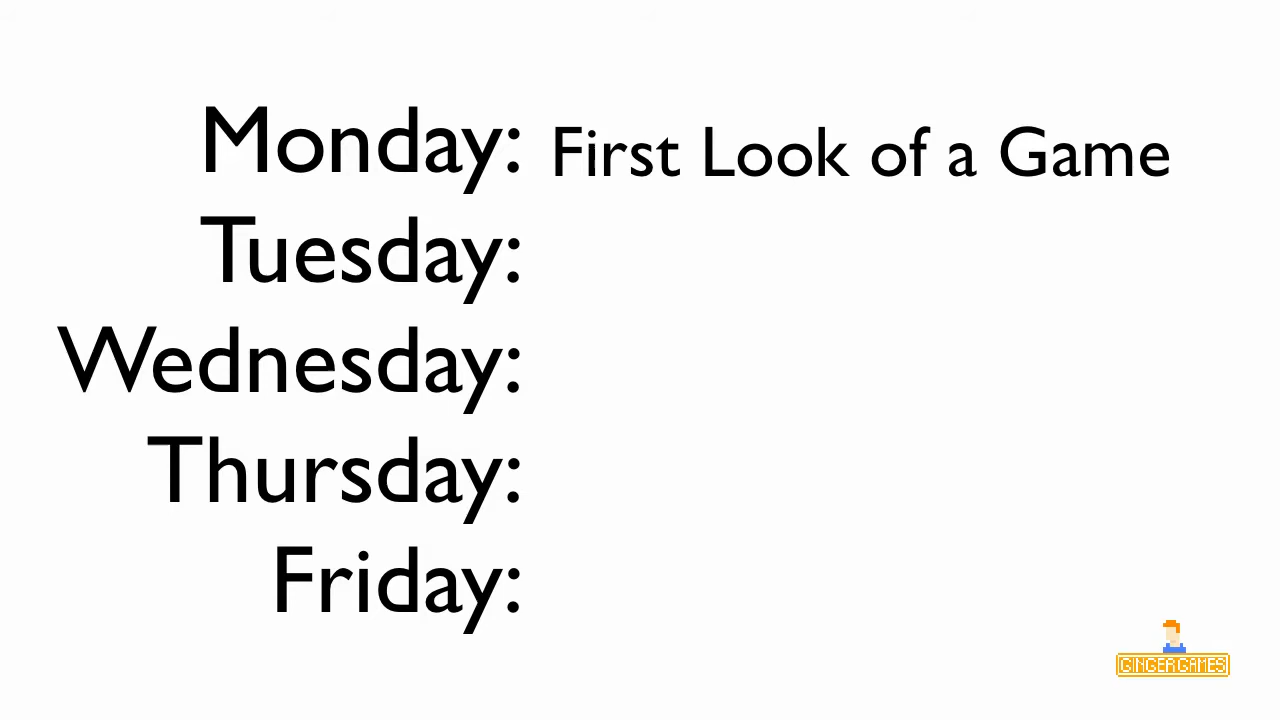 Monday: First Look of a Game
Tuesday:
Wednesday:
Thursday:
Friday:
GINGERGAMES